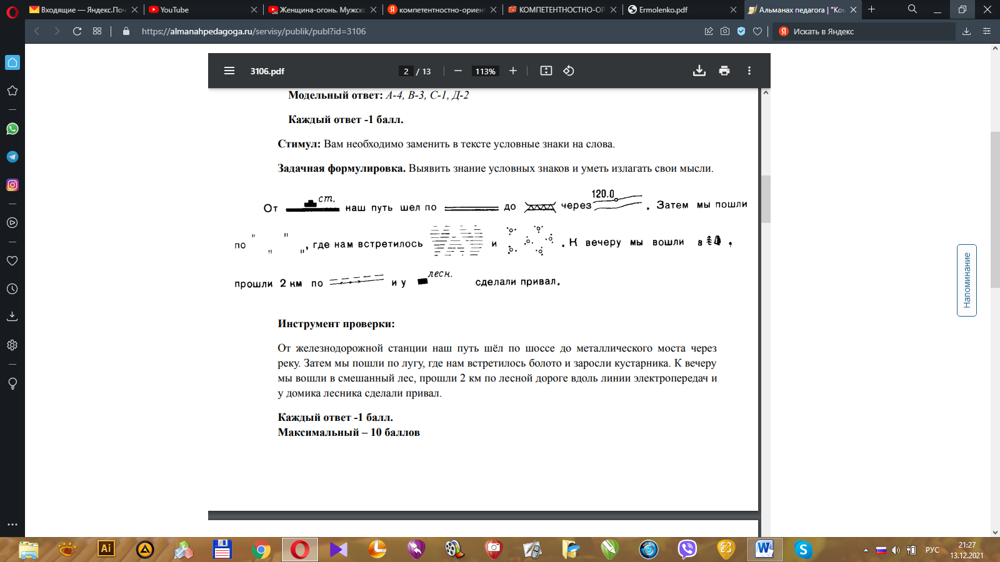 Входящие — Яндекс.Поч
YouTube
Женщина-огонь. Мужск
компетентностно-ориент
КОМПЕТЕНТНОСТНО-ОР
Ermolenko.pdf
Альманах педагога | "Ком
https://almanahpedagoga.ru/servisy/publik/publ?id=3106
Я Искать в Яндекс
3106.pdf
2 / 13
113%
Модельный ответ: А-4, В-3, С-1, Д-2
Каждый ответ -1 балл.
Стимул: Вам необходимо заменить в тексте условные знаки на слова.
Задачная формулировка. Выявить знание условных знаков и уметь излагать свои мысли.
От ст. наш путь шел по до через 120.0 . Затем мы пошли
по , где нам встретилось и . К вечеру мы вошли в ,
прошли 2 км по и у лесн. сделали привал.
Инструмент проверки:
От железнодорожной станции наш путь шёл по шоссе до металлического моста через
реку. Затем мы пошли по лугу, где нам встретилось болото и заросли кустарника. К вечеру
мы вошли в смешанный лес, прошли 2 км по лесной дороге вдоль линии электропередач и
у домика лесника сделали привал.
Каждый ответ -1 балл.
Максимальный – 10 баллов
Напоминание
Ai
РУС
21:27
13.12.2021